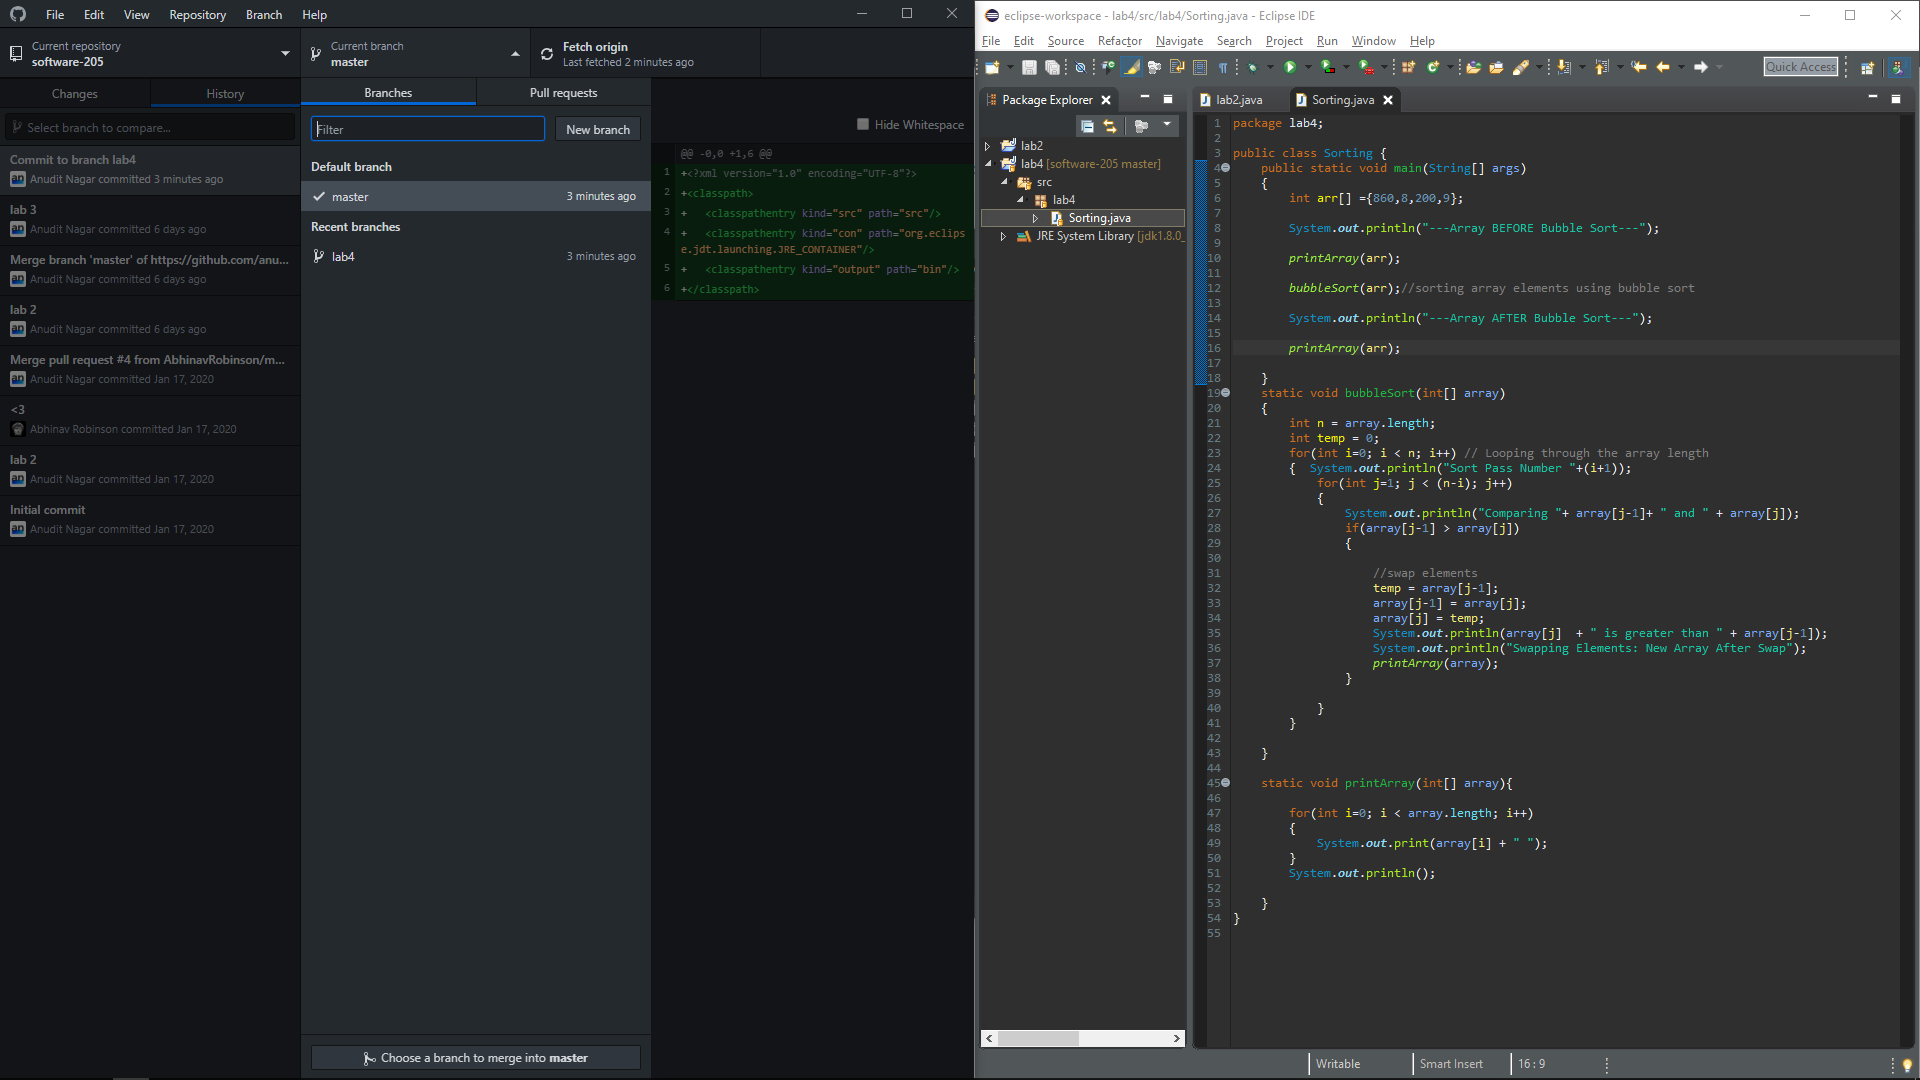 File Edit View Repository Branch Help
Current repository
software-205
Current branch
master
Fetch origin
Last fetched 2 minutes ago
Changes
History
Select branch to compare...
Commit to branch lab4
Anudit Nagar committed 3 minutes ago
lab 3
Anudit Nagar committed 6 days ago
Merge branch 'master' of https://github.com/anu...
Anudit Nagar committed 6 days ago
lab 2
Anudit Nagar committed 6 days ago
Merge pull request #4 from AbhinavRobinson/m...
Anudit Nagar committed Jan 17, 2020
<3
Abhinav Robinson committed Jan 17, 2020
lab 2
Anudit Nagar committed Jan 17, 2020
Initial commit
Anudit Nagar committed Jan 17, 2020
Branches
Pull requests
Filter
New branch
Default branch
master 3 minutes ago
Recent branches
lab4 3 minutes ago
Choose a branch to merge into master
Hide Whitespace
@@ -0,0 +1,6 @@
1 +<?xml version="1.0" encoding="UTF-8"?>
2 +<classpath>
3 + <classpathentry kind="src" path="src"/>
4 + <classpathentry kind="con" path="org.eclips
e.jdt.launching.JRE_CONTAINER"/>
5 + <classpathentry kind="output" path="bin"/>
6 +</classpath>
eclipse-workspace - lab4/src/lab4/Sorting.java - Eclipse IDE
File Edit Source Refactor Navigate Search Project Run Window Help
Quick Access
Package Explorer
lab2
lab4 [software-205 master]
src
lab4
Sorting.java
JRE System Library [jdk1.8.0_
lab2.java
Sorting.java
1 package lab4;
2
3 public class Sorting {
4 public static void main(String[] args)
5 {
6 int arr[] ={860,8,200,9};
7
8 System.out.println("---Array BEFORE Bubble Sort---");
9
10 printArray(arr);
11
12 bubbleSort(arr);//sorting array elements using bubble sort
13
14 System.out.println("---Array AFTER Bubble Sort---");
15
16 printArray(arr);
17
18 }
19 static void bubbleSort(int[] array)
20 {
21 int n = array.length;
22 int temp = 0;
23 for(int i=0; i < n; i++) // Looping through the array length
24 { System.out.println("Sort Pass Number "+(i+1));
25 for(int j=1; j < (n-i); j++)
26 {
27 System.out.println("Comparing "+ array[j-1]+ " and " + array[j]);
28 if(array[j-1] > array[j])
29 {
30
31 //swap elements
32 temp = array[j-1];
33 array[j-1] = array[j];
34 array[j] = temp;
35 System.out.println(array[j] + " is greater than " + array[j-1]);
36 System.out.println("Swapping Elements: New Array After Swap");
37 printArray(array);
38 }
39
40 }
41 }
42
43 }
44
45 static void printArray(int[] array){
46
47 for(int i=0; i < array.length; i++)
48 {
49 System.out.print(array[i] + " ");
50 }
51 System.out.println();
52
53 }
54 }
55
Writable
Smart Insert
16 : 9